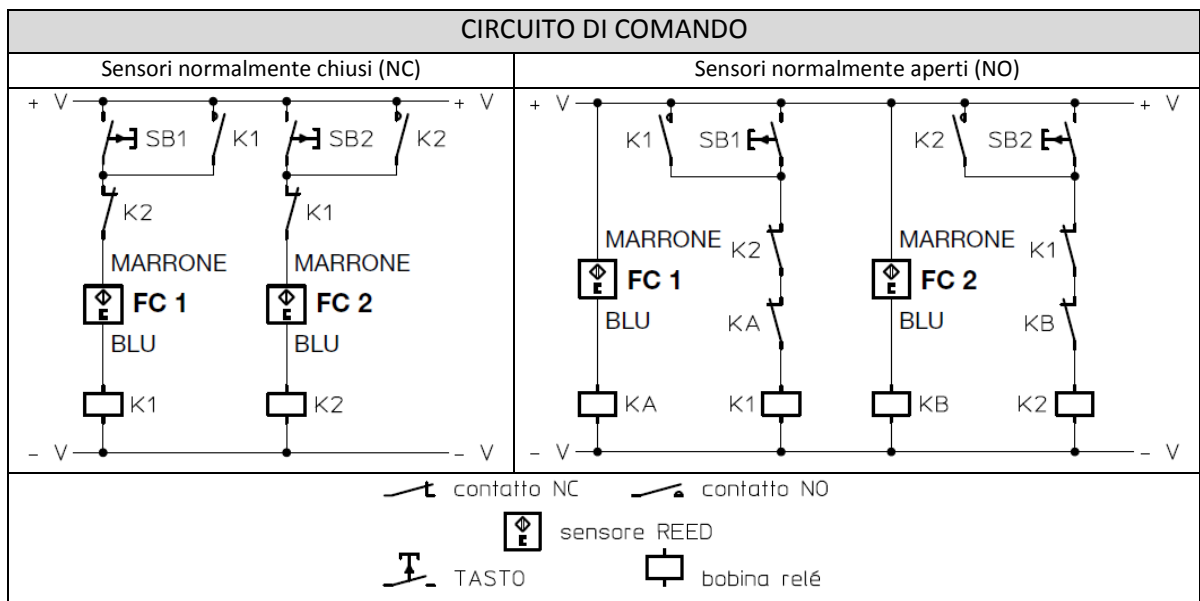 CIRCUITO DI COMANDO
Sensori normalmente chiusi (NC)
Sensori normalmente aperti (NO)
+ V + V
SB1 K1 SB2 K2
K2 K1
MARRONE MARRONE
FC 1 FC 2
BLU BLU
K1 K2
- V - V
+ V + V
K1 SB1 K2 SB2
MARRONE K2 MARRONE K1
FC 1 FC 2
BLU KA BLU KB
KA K1 KB K2
- V - V
contatto NC contatto NO
sensore REED
TASTO bobina relé